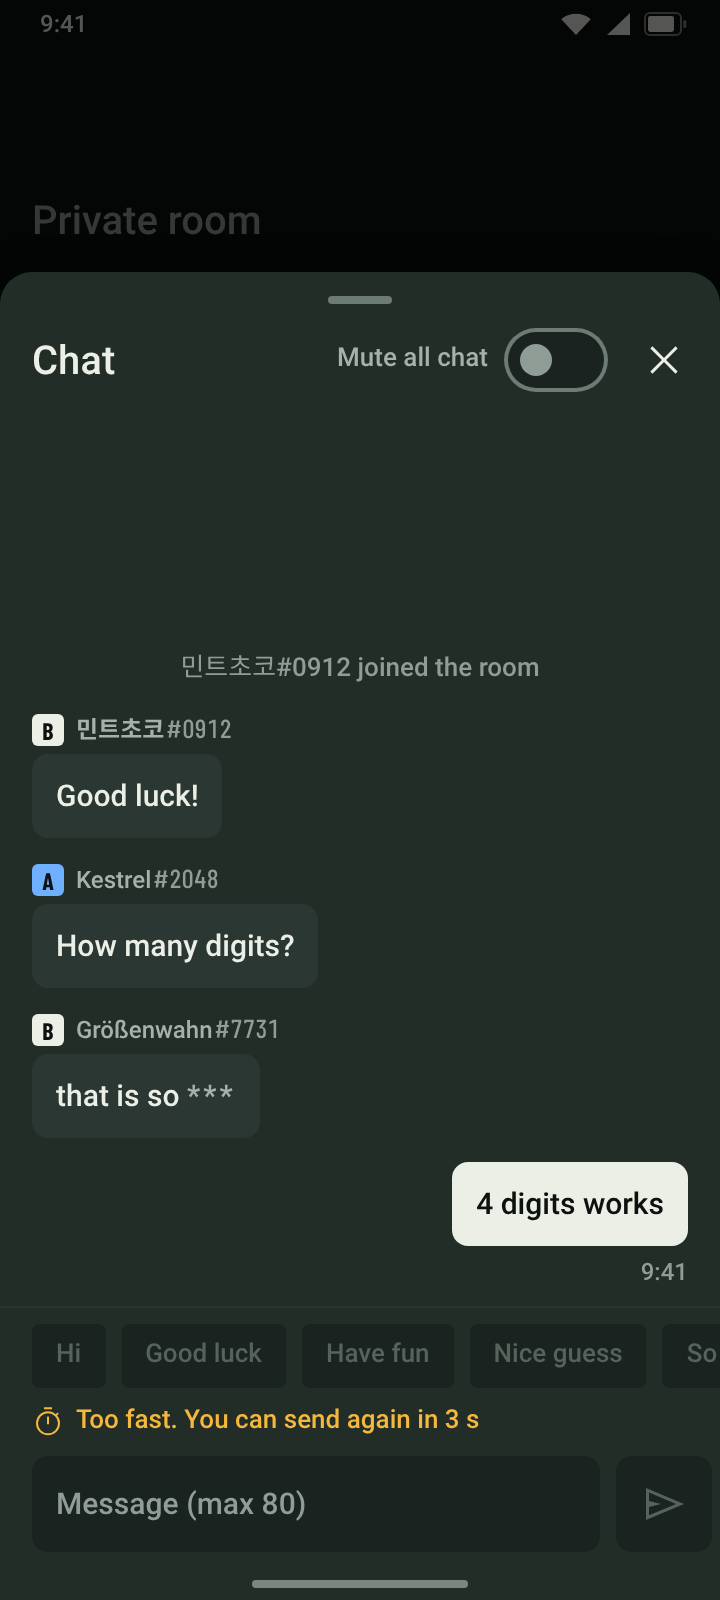 9:41
Private room
Chat
Mute all chat
민트초코#0912 joined the room
B 민트초코#0912
Good luck!
A Kestrel#2048
How many digits?
B Größenwahn#7731
that is so ***
4 digits works
9:41
Hi Good luck Have fun Nice guess So
Too fast. You can send again in 3 s
Message (max 80)